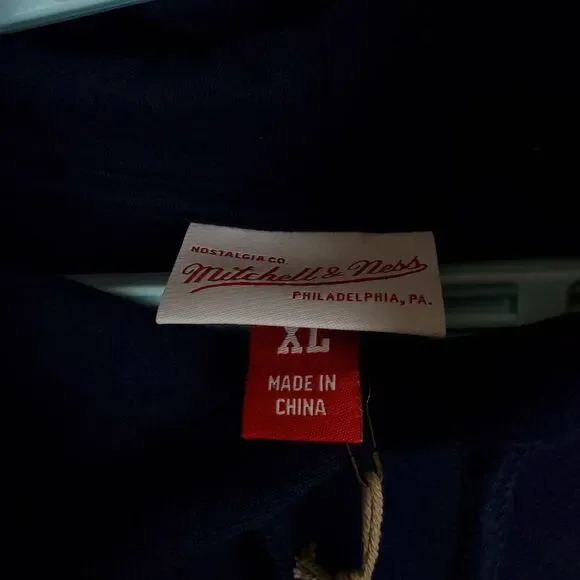 NOSTALGIA CO.
Mitchell & Ness
PHILADELPHIA, PA.
XL
MADE IN
CHINA